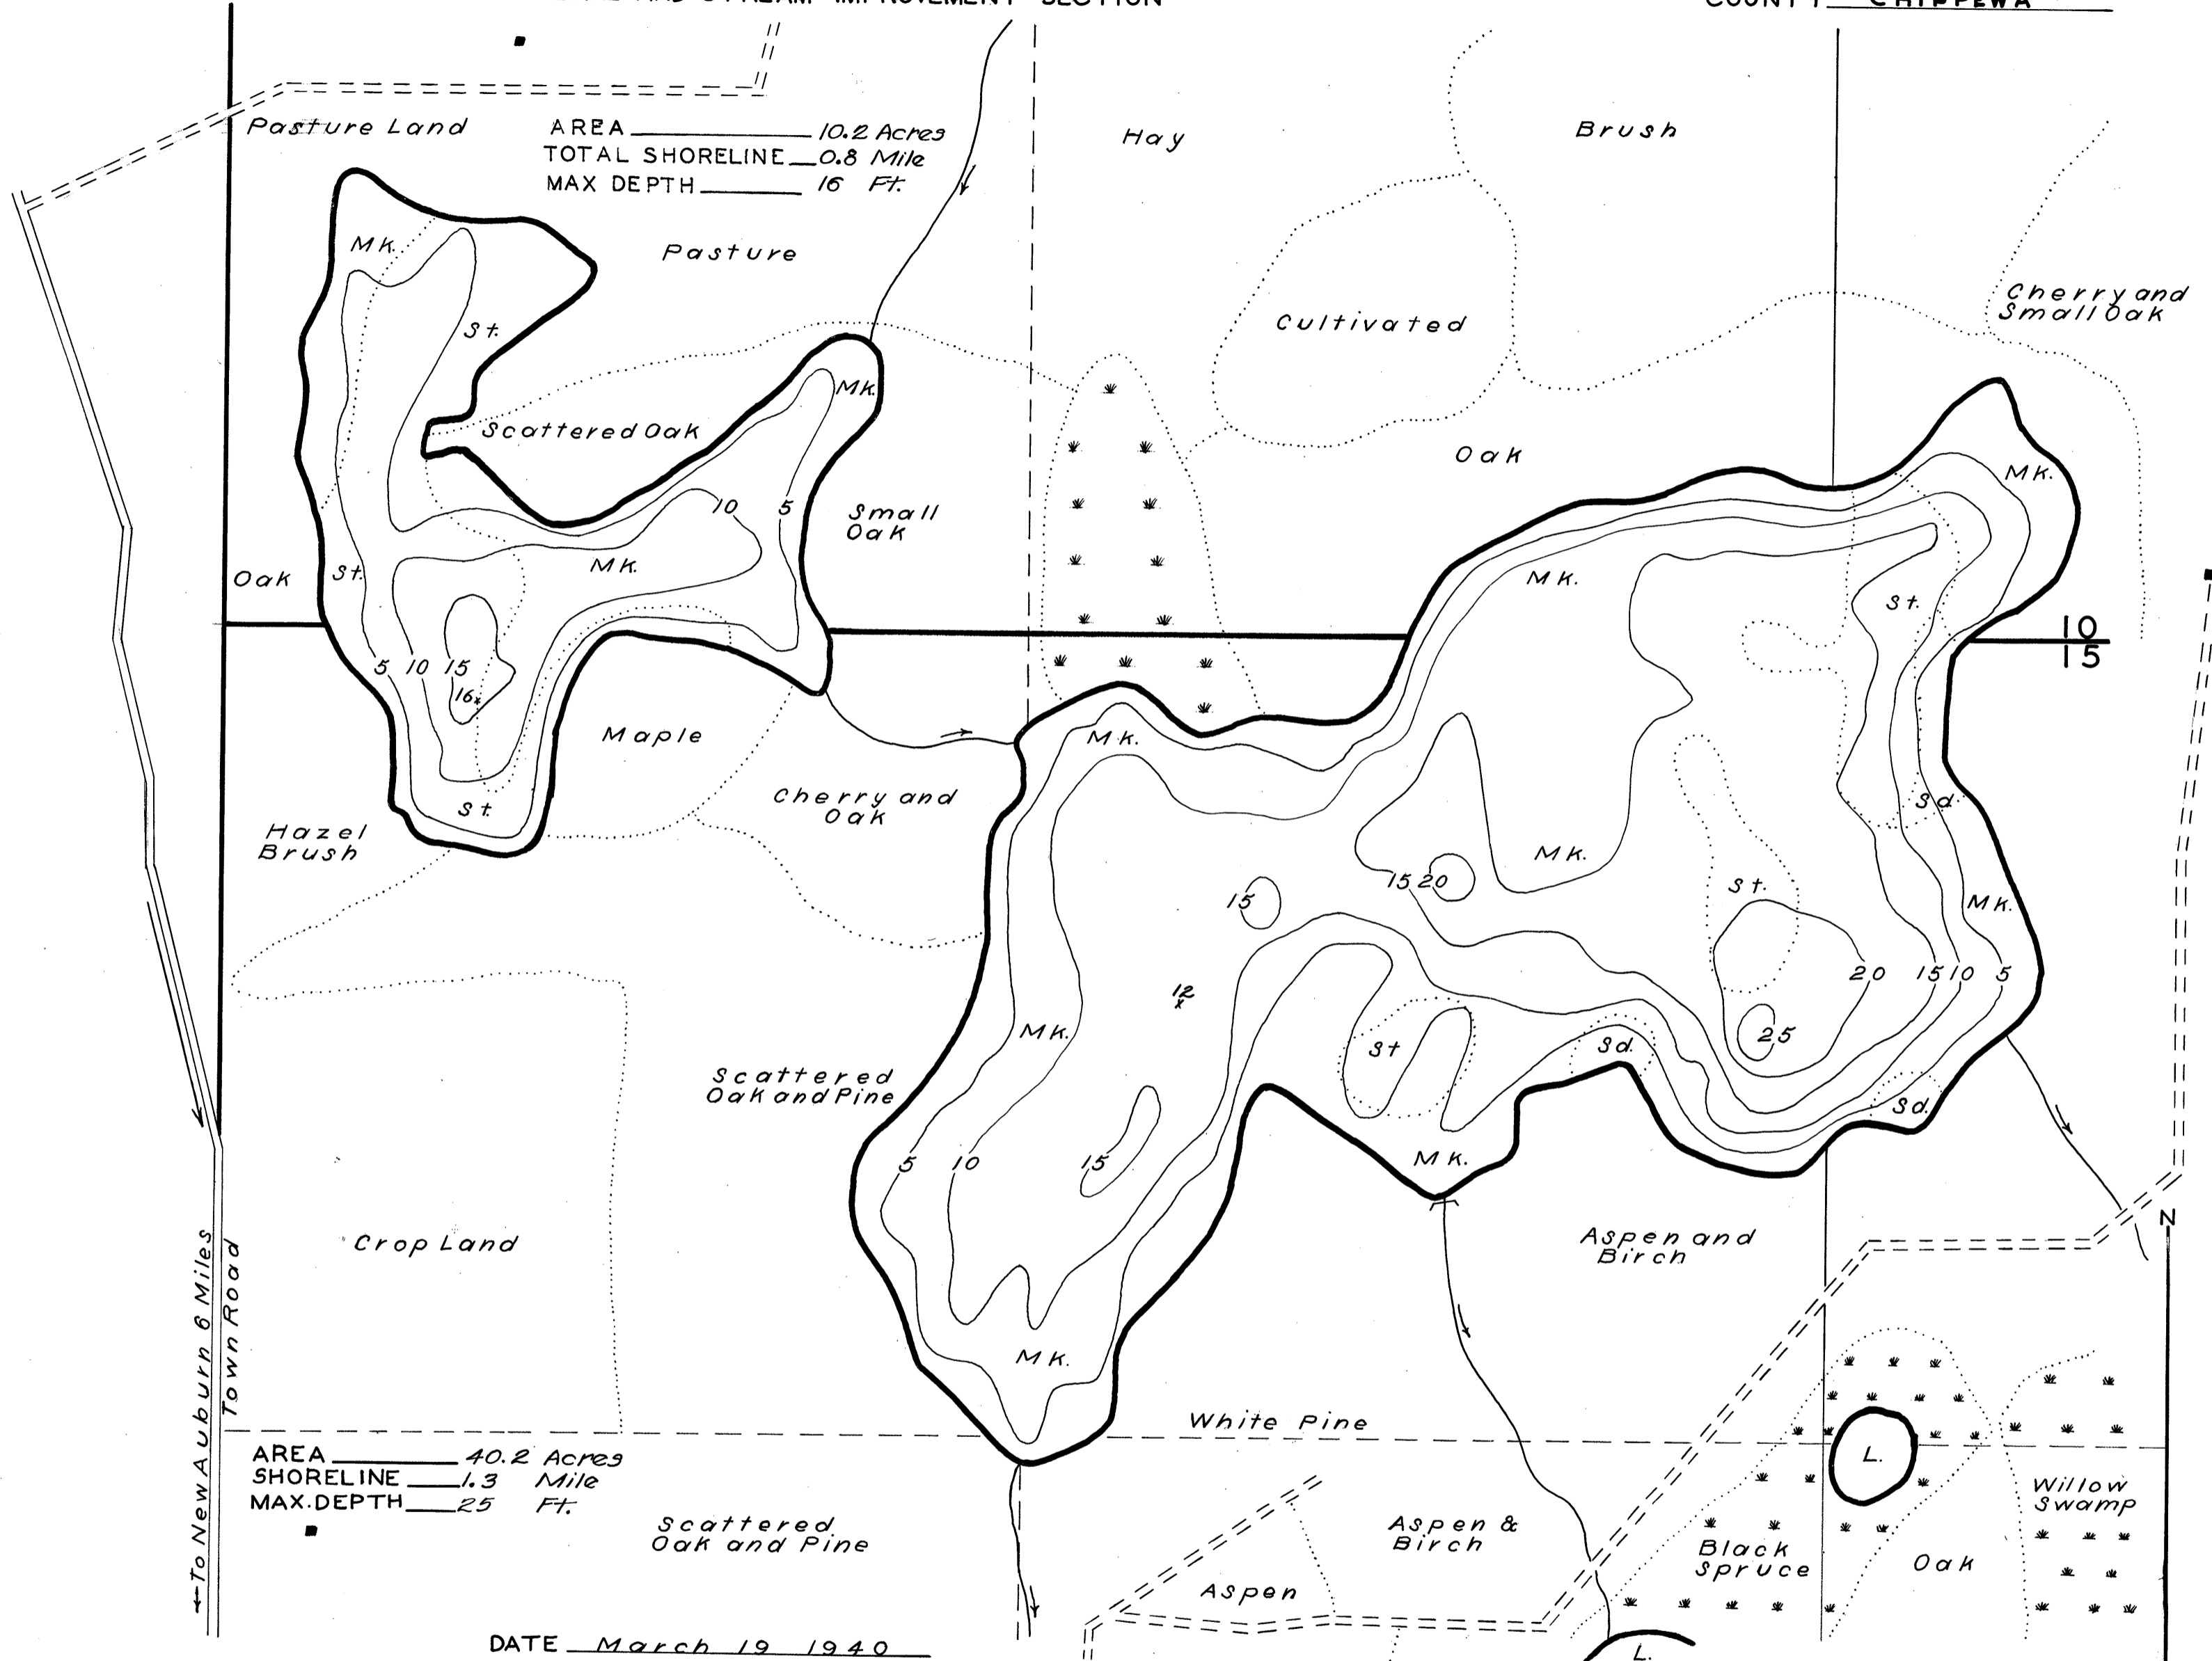 STREAM IMPROVEMENT SECTION
COUNTY CHIPPEWA
Pasture Land
AREA 10.2 Acres
TOTAL SHORELINE 0.8 Mile
MAX DEPTH 16 Ft.
Hay
Brush
Mk.
Pasture
St.
Cultivated
Cherry and
Small Oak
Mk.
Scattered Oak
Oak
Mk.
10
5
Small
Oak
Oak
St.
Mk.
Mk.
St.
10
15
5 10 15
16
Maple
Mk.
St.
Cherry and
Oak
Sd.
Hazel
Brush
Mk.
15 20
15
St.
Mk.
12
20 15 10 5
Mk.
St
Sd.
25
Scattered
Oak and Pine
Sd.
5 10 15
Mk.
N
Crop Land
Aspen and
Birch
To New Auburn 6 Miles
Town Road
Mk.
White Pine
AREA 40.2 Acres
SHORELINE 1.3 Mile
MAX. DEPTH 25 Ft.
L.
Willow
Swamp
Scattered
Oak and Pine
Aspen &
Birch
Black
Spruce
Oak
Aspen
DATE March 19 1940
L.